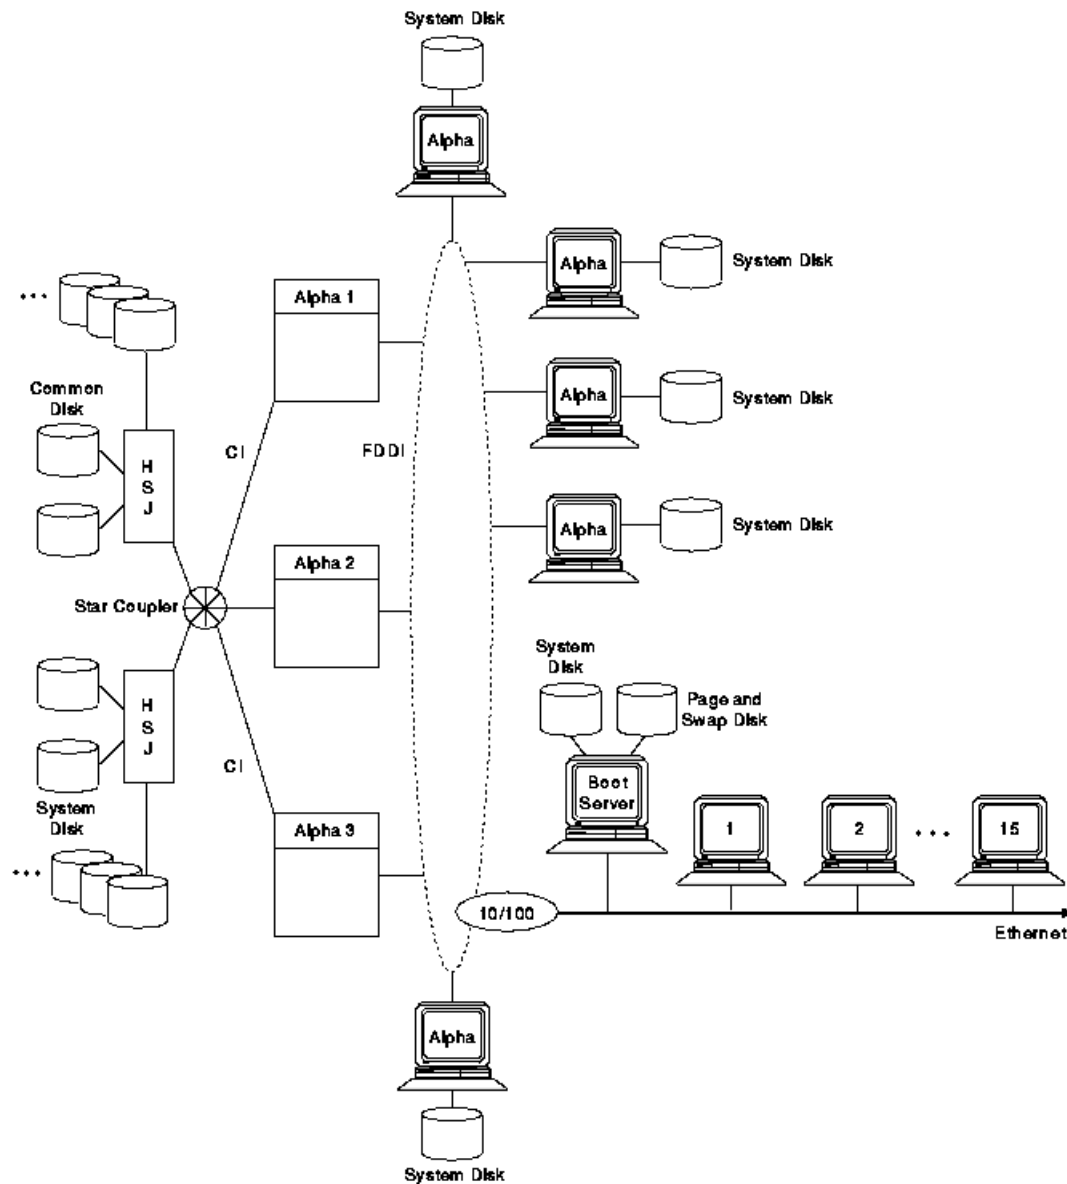 System Disk
Alpha
Alpha
System Disk
Alpha 1
...
Alpha
System Disk
Common
Disk
CI
FDDI
H
S
J
Alpha
System Disk
Alpha 2
Star Coupler
System
Disk
Page and
Swap Disk
H
S
J
CI
Boot
Server
System
Disk
Alpha 3
1
2
...
15
...
10/100
Ethernet
Alpha
System Disk